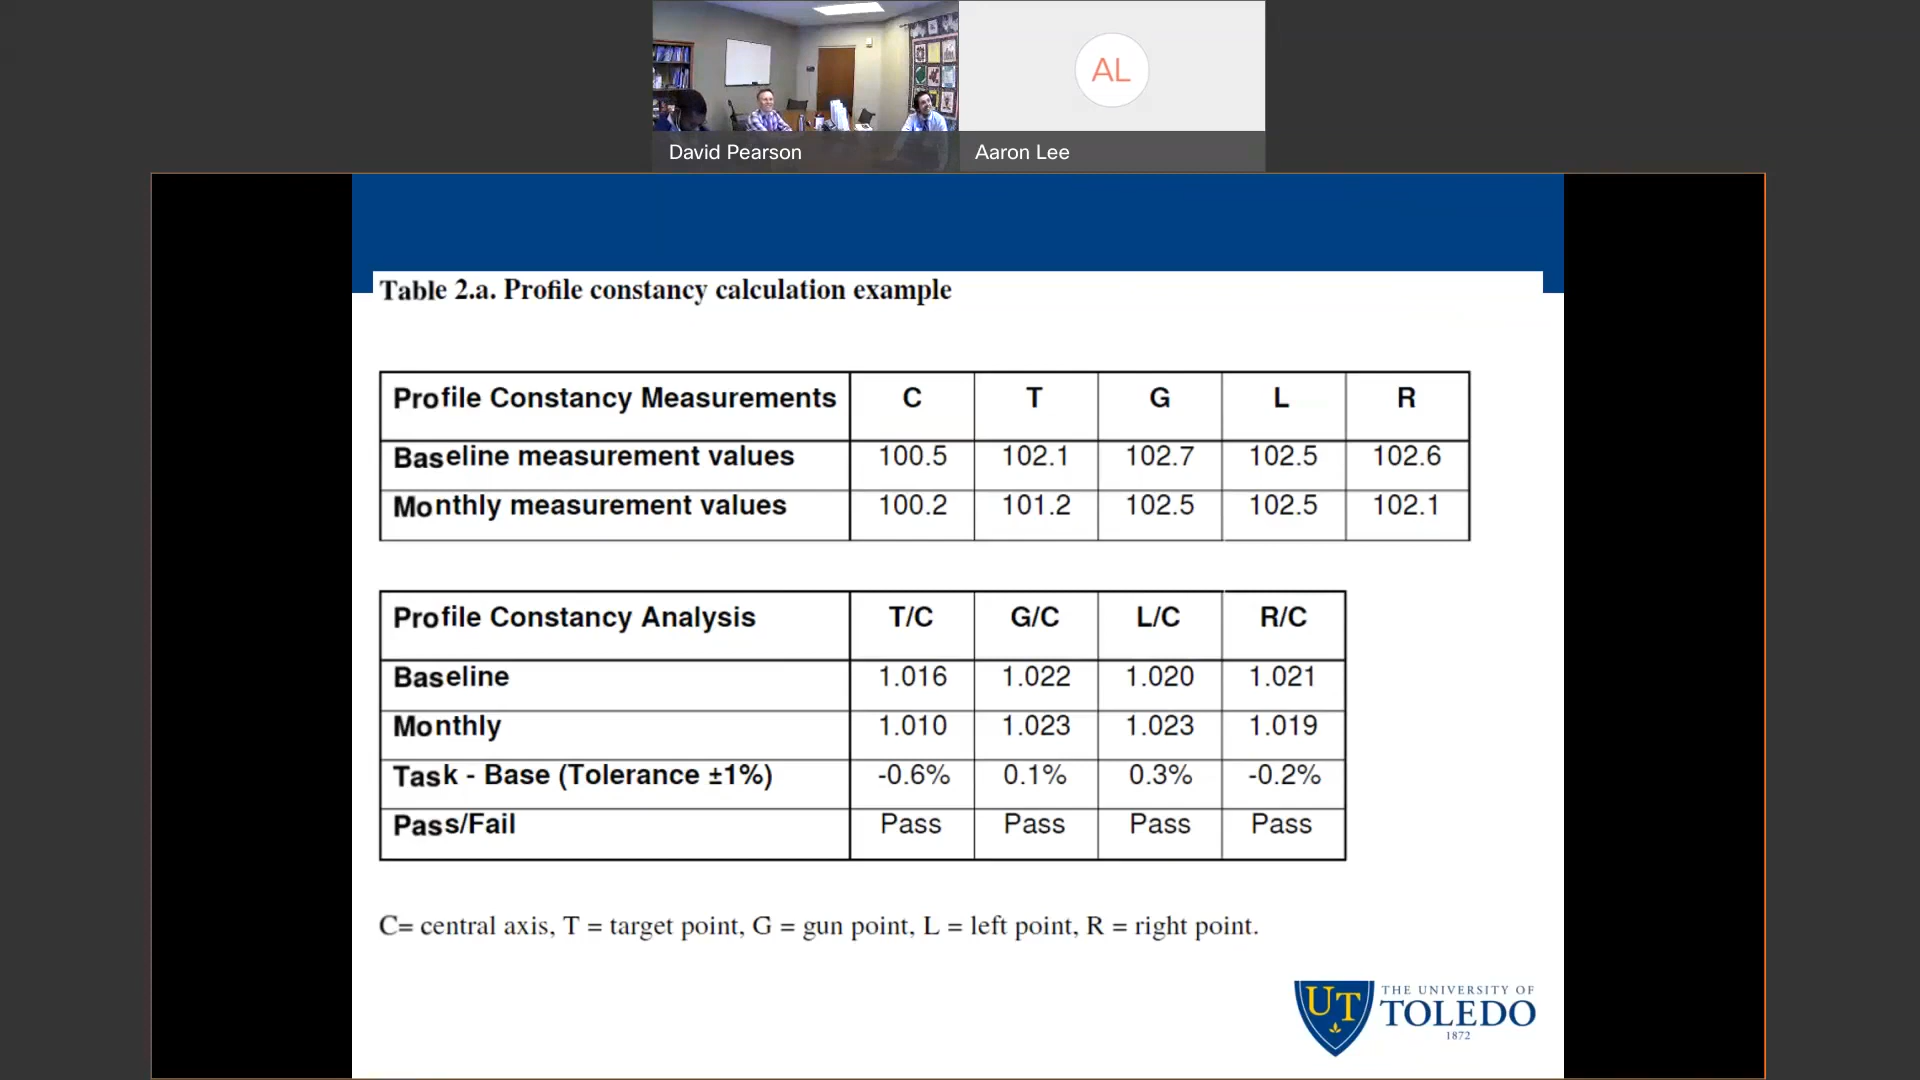 AL
David Pearson
Aaron Lee
Table 2.a. Profile constancy calculation example
Profile Constancy Measurements C T G L R
Baseline measurement values 100.5 102.1 102.7 102.5 102.6
Monthly measurement values 100.2 101.2 102.5 102.5 102.1
Profile Constancy Analysis T/C G/C L/C R/C
Baseline 1.016 1.022 1.020 1.021
Monthly 1.010 1.023 1.023 1.019
Task - Base (Tolerance ±1%) -0.6% 0.1% 0.3% -0.2%
Pass/Fail Pass Pass Pass Pass
C= central axis, T = target point, G = gun point, L = left point, R = right point.
UT
THE UNIVERSITY OF
TOLEDO
1872